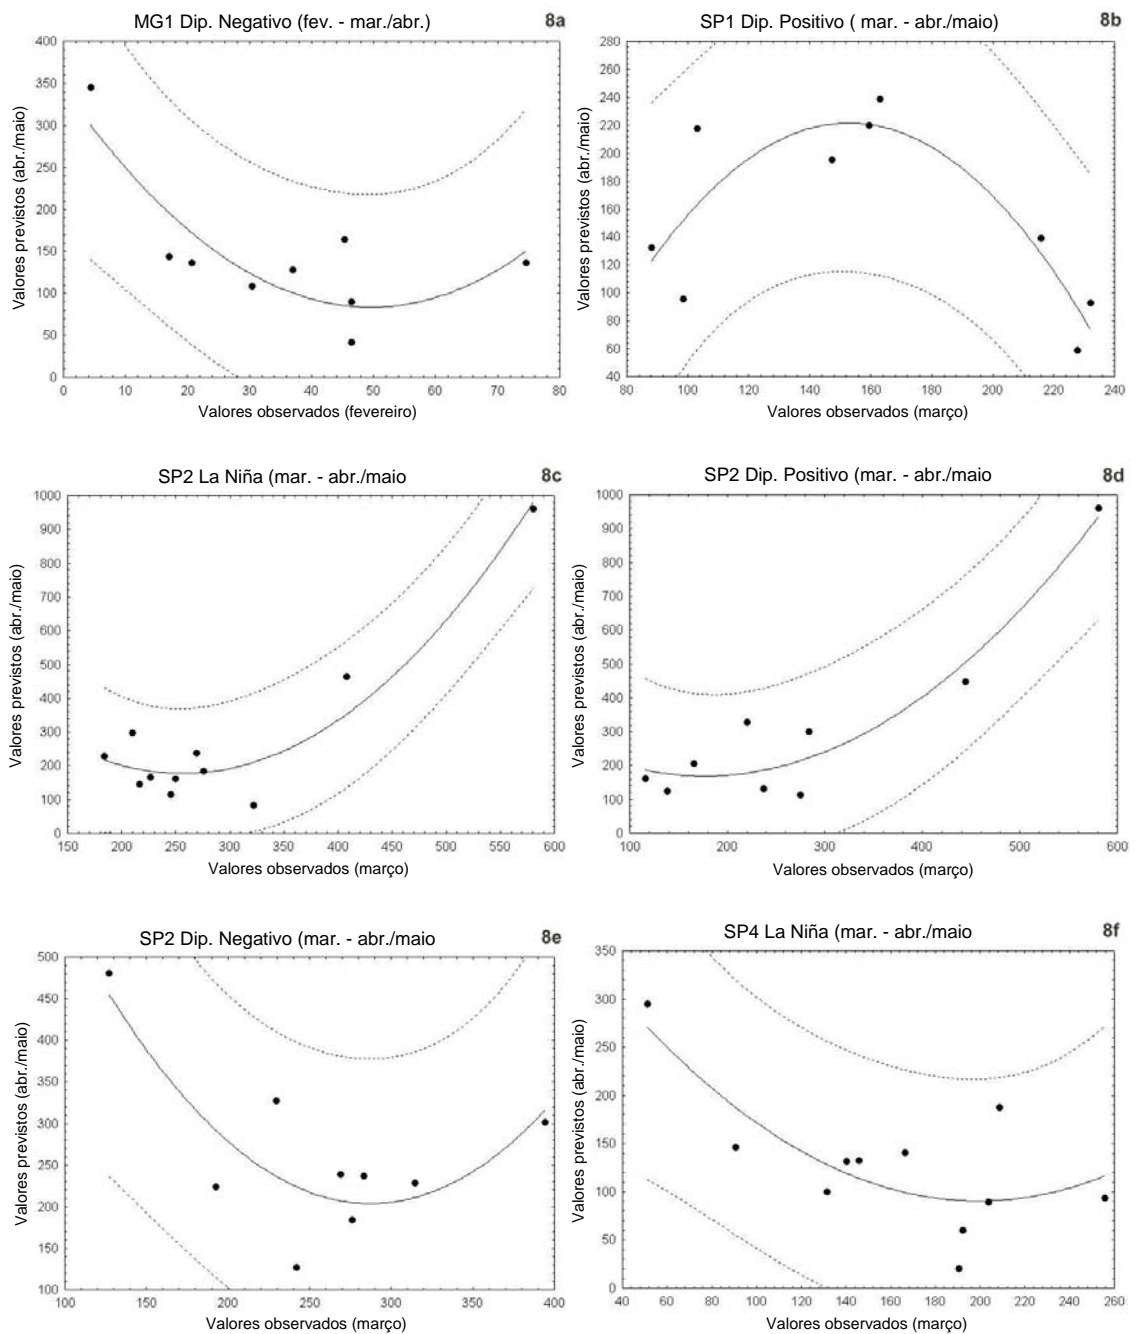 MG1 Dip. Negativo (fev. - mar./abr.)
8a
Valores previstos (abr./maio)
400
350
300
250
200
150
100
50
0
0 10 20 30 40 50 60 70 80
Valores observados (fevereiro)
SP1 Dip. Positivo ( mar. - abr./maio)
8b
Valores previstos (abr./maio)
280
260
240
220
200
180
160
140
120
100
80
60
40
80 100 120 140 160 180 200 220 240
Valores observados (março)
SP2 La Niña (mar. - abr./maio
8c
Valores previstos (abr./maio)
1000
900
800
700
600
500
400
300
200
100
0
150 200 250 300 350 400 450 500 550 600
Valores observados (março)
SP2 Dip. Positivo (mar. - abr./maio
8d
Valores previstos (abr./maio)
1000
900
800
700
600
500
400
300
200
100
0
100 200 300 400 500 600
Valores observados (março)
SP2 Dip. Negativo (mar. - abr./maio
8e
Valores previstos (abr./maio)
500
450
400
350
300
250
200
150
100
100 150 200 250 300 350 400
Valores observados (março)
SP4 La Niña (mar. - abr./maio
8f
Valores previstos (abr./maio)
350
300
250
200
150
100
50
0
40 60 80 100 120 140 160 180 200 220 240 260
Valores observados (março)